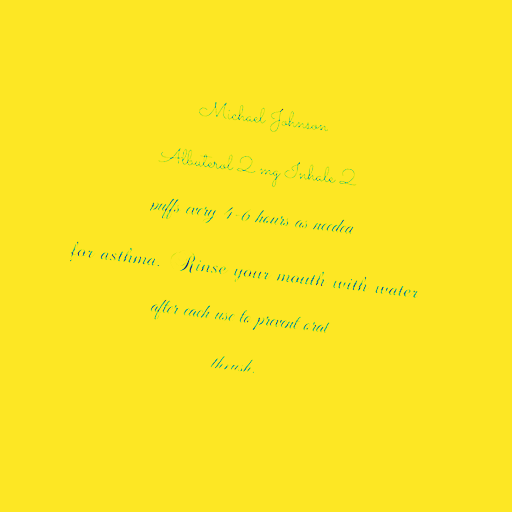 Michael Johnson
Albuterol 2 mg Inhale 2
puffs every 4-6 hours as needed
for asthma. Rinse your mouth with water
after each use to prevent oral
thrush.